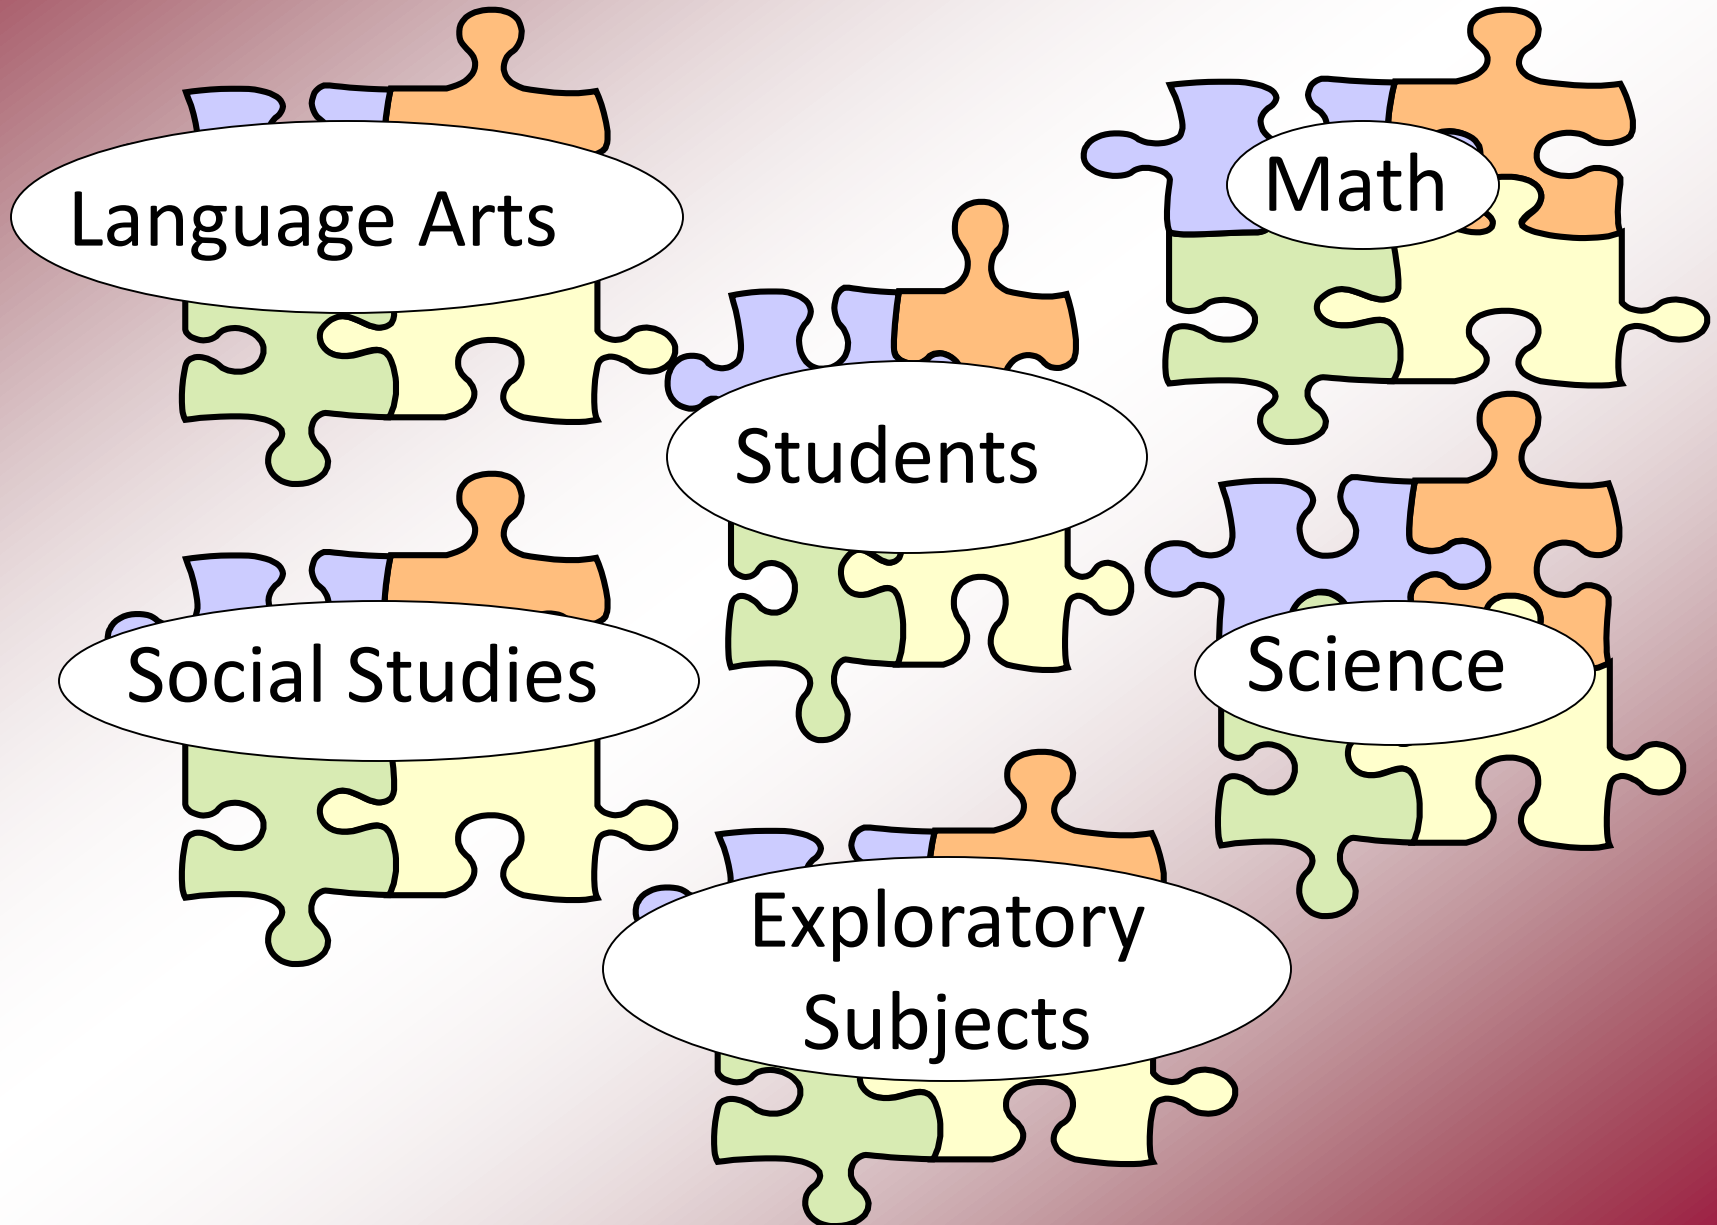 Language Arts
Math
Students
Social Studies
Science
Exploratory
Subjects